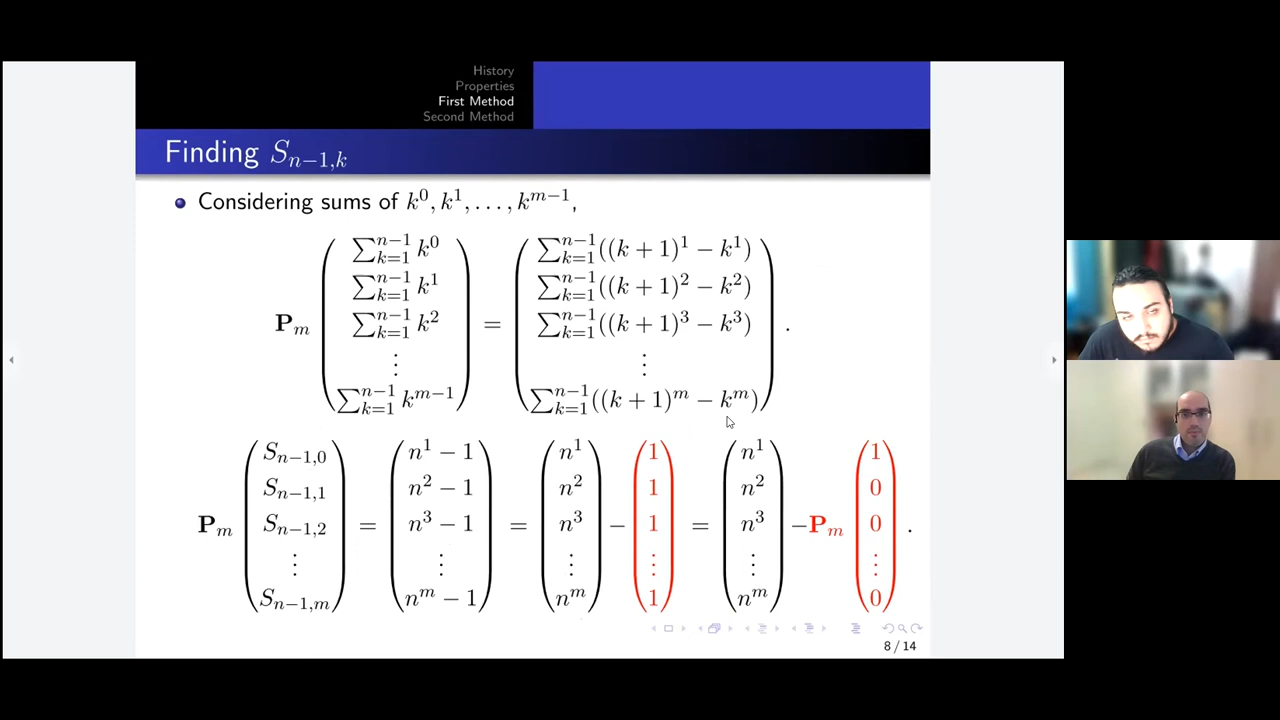 History
Properties
First Method
Second Method
Finding S_{n−1,k}
Considering sums of k^0, k^1, . . . , k^{m−1},
P_m ( ∑_{k=1}^{n−1} k^0 ; ∑_{k=1}^{n−1} k^1 ; ∑_{k=1}^{n−1} k^2 ; ⋮ ; ∑_{k=1}^{n−1} k^{m−1} ) = ( ∑_{k=1}^{n−1}((k + 1)^1 − k^1) ; ∑_{k=1}^{n−1}((k + 1)^2 − k^2) ; ∑_{k=1}^{n−1}((k + 1)^3 − k^3) ; ⋮ ; ∑_{k=1}^{n−1}((k + 1)^m − k^m) ) .
P_m ( S_{n−1,0} ; S_{n−1,1} ; S_{n−1,2} ; ⋮ ; S_{n−1,m} ) = ( n^1 − 1 ; n^2 − 1 ; n^3 − 1 ; ⋮ ; n^m − 1 ) = ( n^1 ; n^2 ; n^3 ; ⋮ ; n^m ) − ( 1 ; 1 ; 1 ; ⋮ ; 1 ) = ( n^1 ; n^2 ; n^3 ; ⋮ ; n^m ) − P_m ( 1 ; 0 ; 0 ; ⋮ ; 0 ) .
8 / 14